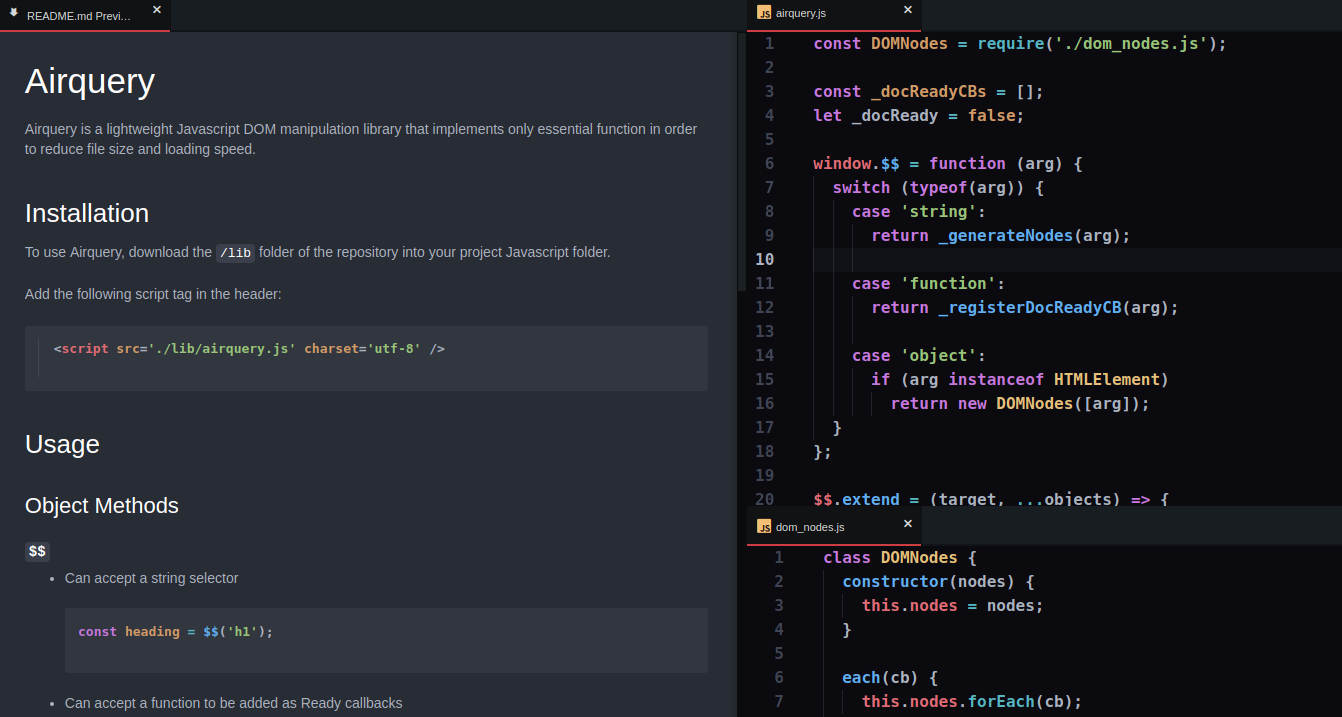 README.md Previ...
Airquery
Airquery is a lightweight Javascript DOM manipulation library that implements only essential function in order
to reduce file size and loading speed.
Installation
To use Airquery, download the /lib folder of the repository into your project Javascript folder.
Add the following script tag in the header:
<script src='./lib/airquery.js' charset='utf-8' />
Usage
Object Methods
$$
• Can accept a string selector
const heading = $$('h1');
• Can accept a function to be added as Ready callbacks
airquery.js
1 const DOMNodes = require('./dom_nodes.js');
2
3 const _docReadyCBs = [];
4 let _docReady = false;
5
6 window.$$ = function (arg) {
7 switch (typeof(arg)) {
8 case 'string':
9 return _generateNodes(arg);
10
11 case 'function':
12 return _registerDocReadyCB(arg);
13
14 case 'object':
15 if (arg instanceof HTMLElement)
16 return new DOMNodes([arg]);
17 }
18 };
19
20 $$.extend = (target, ...objects) => {
dom_nodes.js
1 class DOMNodes {
2 constructor(nodes) {
3 this.nodes = nodes;
4 }
5
6 each(cb) {
7 this.nodes.forEach(cb);